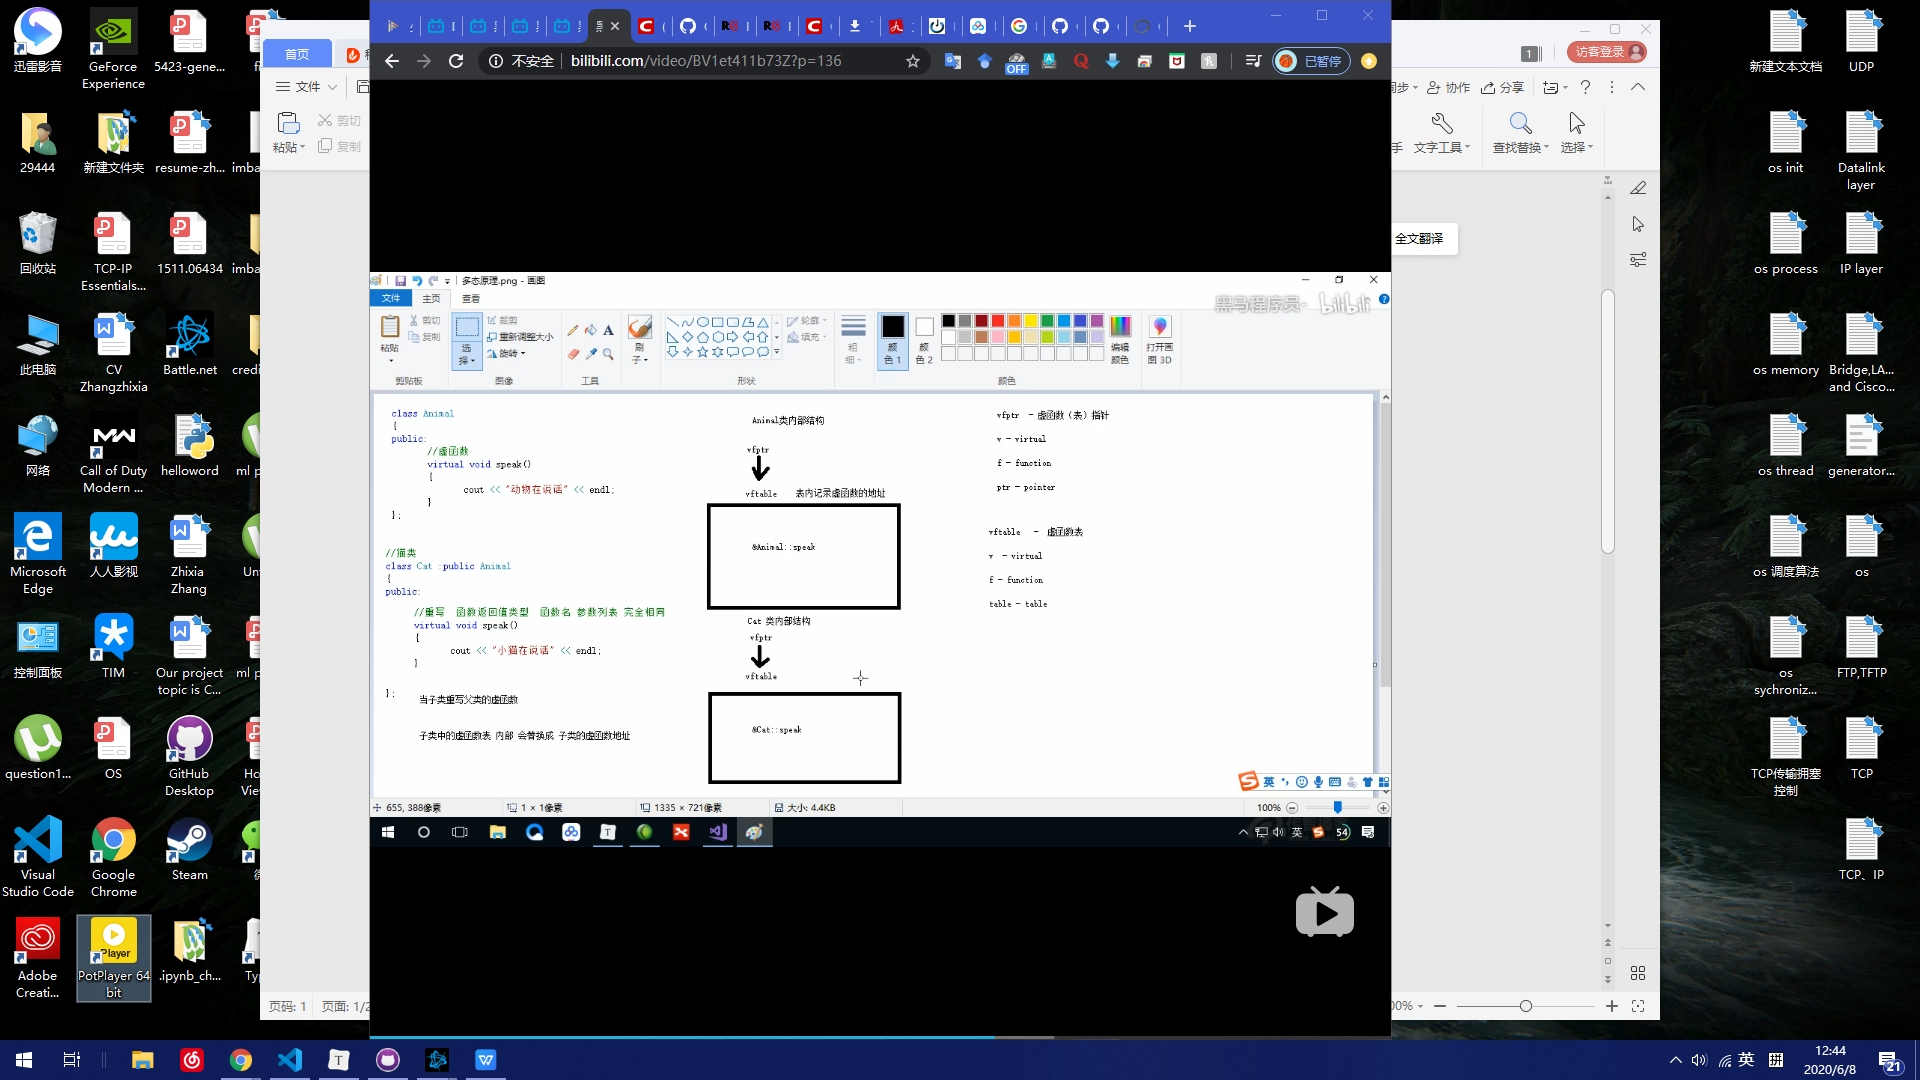 迅雷影音
GeForce Experience
5423-gene...
29444
新建文件夹
resume-zh...
imba
回收站
TCP-IP Essentials...
1511.06434
imba
此电脑
CV Zhangzhixia
Battle.net
credi
网络
Call of Duty Modern ...
helloword
ml p
Microsoft Edge
人人影视
Zhixia Zhang
控制面板
TIM
Our project topic is C...
ml p
question1...
OS
GitHub Desktop
Visual Studio Code
Google Chrome
Steam
Adobe Creati...
PotPlayer 64 bit
.ipynb_ch...
首页
文件
粘贴
剪切
复制
页码: 1
页面: 1/2
不安全
bilibili.com/video/BV1et411b73Z?p=136
OFF
已暂停
多态原理.png - 画图
文件
主页
查看
黑马程序员-
bilibili
粘贴
剪切
复制
选择
裁剪
重新调整大小
旋转
刷子
轮廓
填充
粗细
颜色 1
颜色 2
编辑颜色
打开画图 3D
剪贴板
图像
工具
形状
颜色
class Animal
{
public:
//虚函数
virtual void speak()
{
cout << "动物在说话" << endl;
}
};
//猫类
class Cat :public Animal
{
public:
//重写 函数返回值类型 函数名 参数列表 完全相同
virtual void speak()
{
cout << "小猫在说话" << endl;
}
};
当子类重写父类的虚函数
子类中的虚函数表 内部 会替换成 子类的虚函数地址
Animal类内部结构
vfptr
vftable 表内记录虚函数的地址
&Animal::speak
Cat 类内部结构
vfptr
vftable
&Cat::speak
vfptr - 虚函数（表）指针
v - virtual
f - function
ptr - pointer
vftable - 虚函数表
v - virtual
f - function
table - table
英
655, 388像素
1 × 1像素
1335 × 721像素
大小: 4.4KB
100%
英
54
1
访客登录
协作
分享
文字工具
查找替换
选择
全文翻译
新建文本文档
UDP
os init
Datalink layer
os process
IP layer
os memory
Bridge,LA... and Cisco...
os thread
generator...
os 调度算法
os
os sychroniz...
FTP,TFTP
TCP传输拥塞控制
TCP
TCP、IP
英
拼
12:44
2020/6/8
21